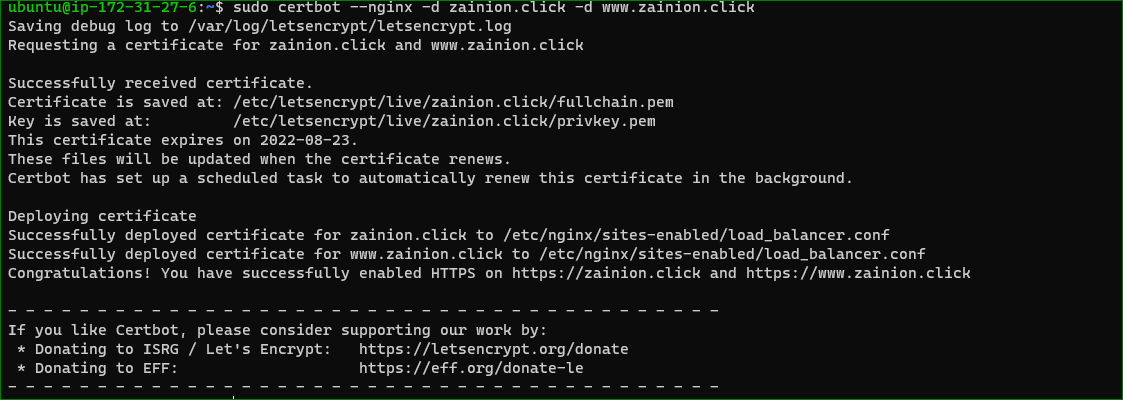 ubuntu@ip-172-31-27-6:~$ sudo certbot --nginx -d zainion.click -d www.zainion.click
Saving debug log to /var/log/letsencrypt/letsencrypt.log
Requesting a certificate for zainion.click and www.zainion.click

Successfully received certificate.
Certificate is saved at: /etc/letsencrypt/live/zainion.click/fullchain.pem
Key is saved at:         /etc/letsencrypt/live/zainion.click/privkey.pem
This certificate expires on 2022-08-23.
These files will be updated when the certificate renews.
Certbot has set up a scheduled task to automatically renew this certificate in the background.

Deploying certificate
Successfully deployed certificate for zainion.click to /etc/nginx/sites-enabled/load_balancer.conf
Successfully deployed certificate for www.zainion.click to /etc/nginx/sites-enabled/load_balancer.conf
Congratulations! You have successfully enabled HTTPS on https://zainion.click and https://www.zainion.click

- - - - - - - - - - - - - - - - - - - - - - - - - - - - - - - - - - - - - - - -
If you like Certbot, please consider supporting our work by:
 * Donating to ISRG / Let's Encrypt:   https://letsencrypt.org/donate
 * Donating to EFF:                    https://eff.org/donate-le
- - - - - - - - - - - - - - - - - - - - - - - - - - - - - - - - - - - - - - - -